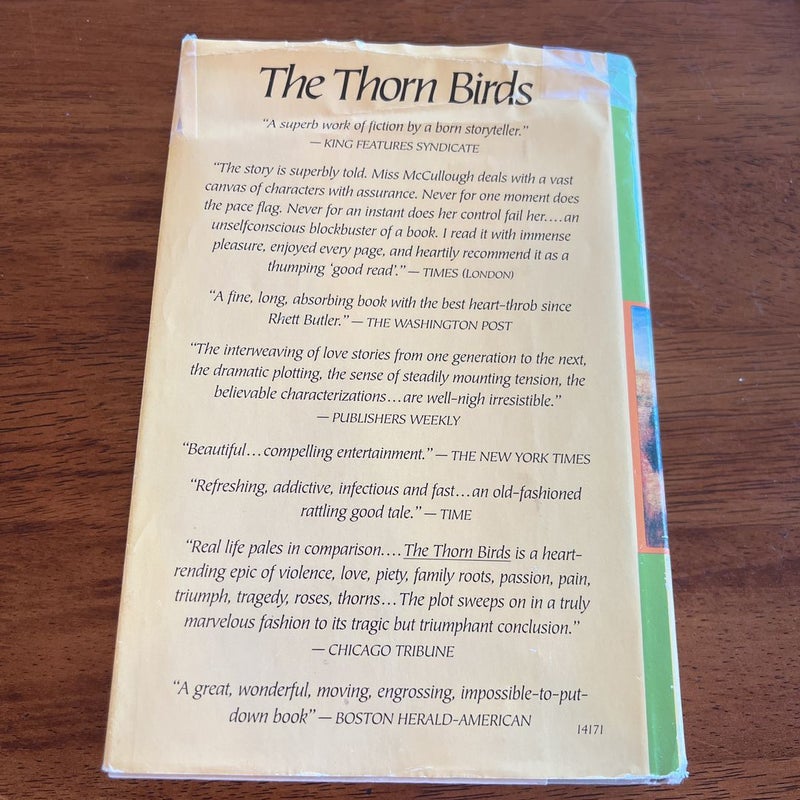 The Thorn Birds
“A superb work of fiction by a born storyteller.”
— KING FEATURES SYNDICATE
“The story is superbly told. Miss McCullough deals with a vast
canvas of characters with assurance. Never for one moment does
the pace flag. Never for an instant does her control fail her....an
unselfconscious blockbuster of a book. I read it with immense
pleasure, enjoyed every page, and heartily recommend it as a
thumping ‘good read’.” — TIMES (LONDON)
“A fine, long, absorbing book with the best heart-throb since
Rhett Butler.” — THE WASHINGTON POST
“The interweaving of love stories from one generation to the next,
the dramatic plotting, the sense of steadily mounting tension, the
believable characterizations...are well-nigh irresistible.”
— PUBLISHERS WEEKLY
“Beautiful...compelling entertainment.” — THE NEW YORK TIMES
“Refreshing, addictive, infectious and fast...an old-fashioned
rattling good tale.” — TIME
“Real life pales in comparison....The Thorn Birds is a heart-
rending epic of violence, love, piety, family roots, passion, pain,
triumph, tragedy, roses, thorns...The plot sweeps on in a truly
marvelous fashion to its tragic but triumphant conclusion.”
— CHICAGO TRIBUNE
“A great, wonderful, moving, engrossing, impossible-to-put-
down book” — BOSTON HERALD-AMERICAN
14171